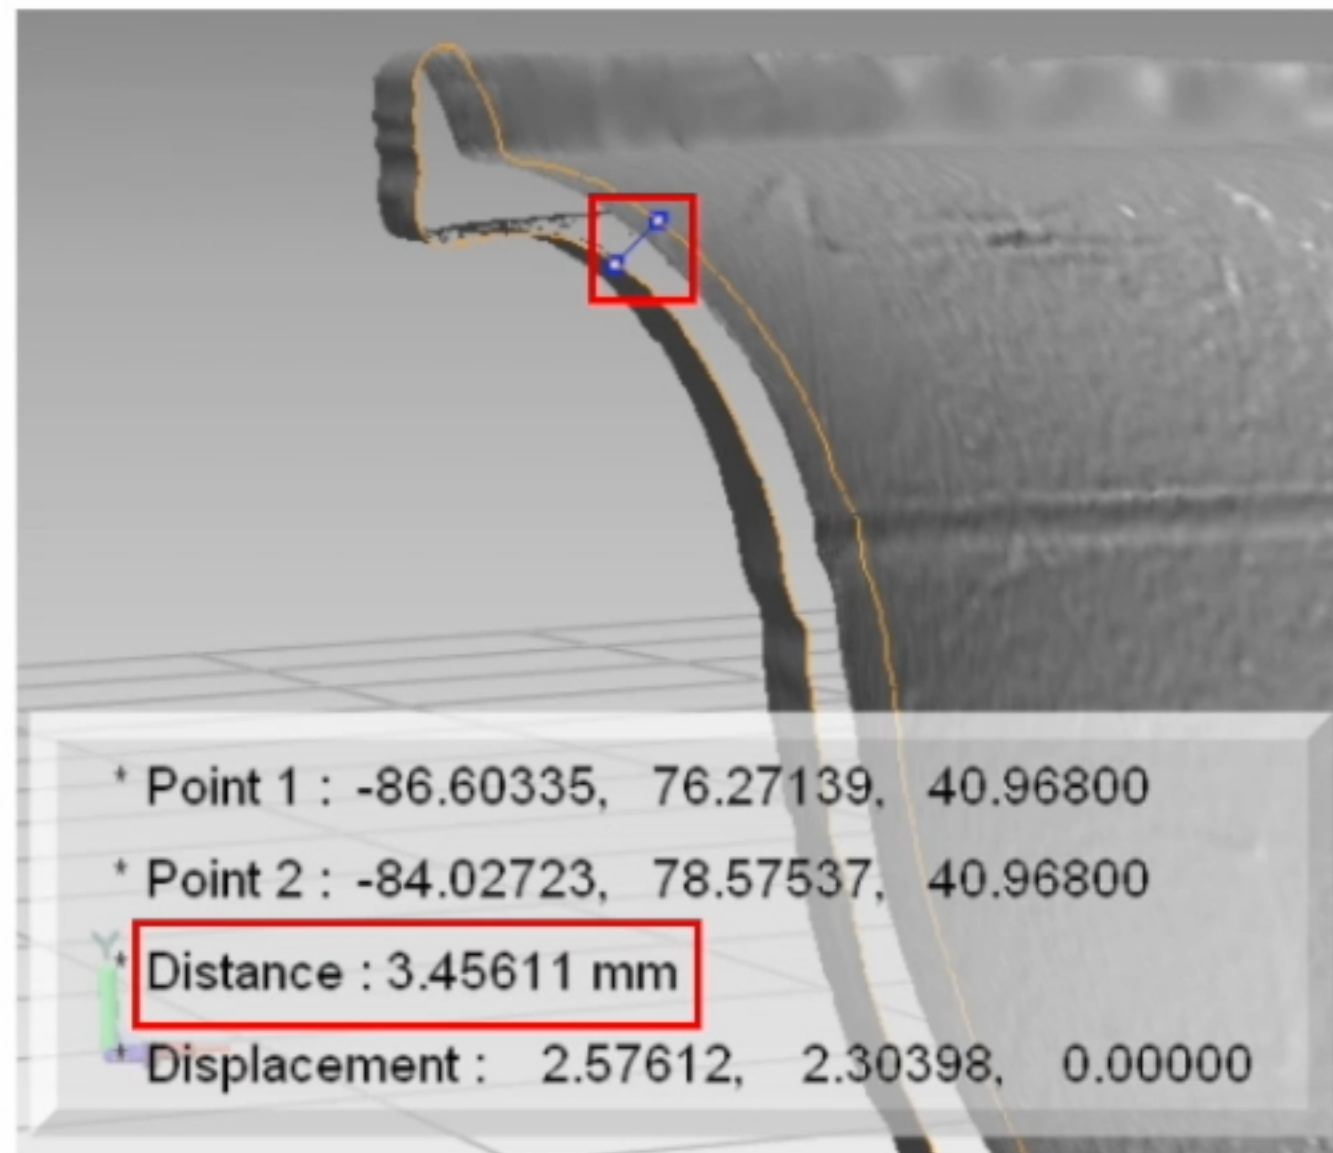 * Point 1 : -86.60335, 76.27139, 40.96800
* Point 2 : -84.02723, 78.57537, 40.96800
* Distance : 3.45611 mm
* Displacement : 2.57612, 2.30398, 0.00000
Y